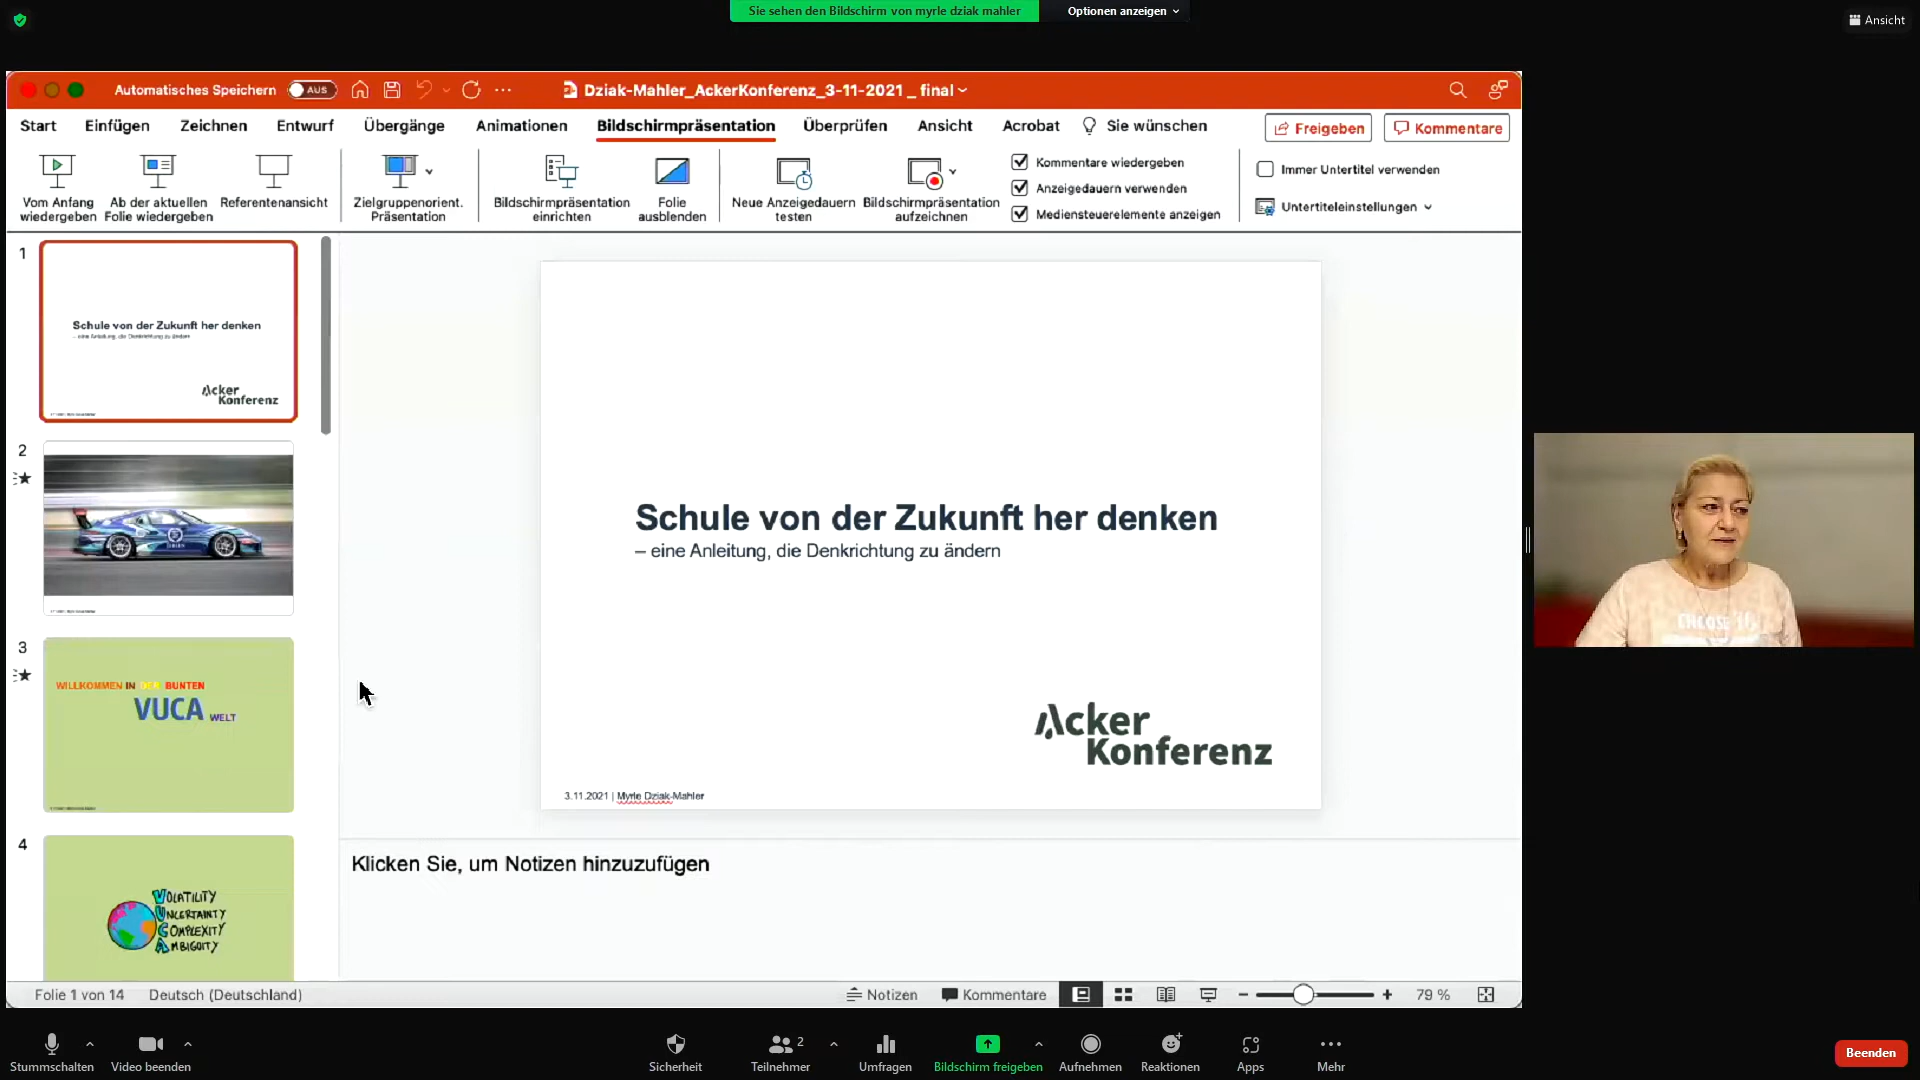 Sie sehen den Bildschirm von myrle dziak mahler
Optionen anzeigen
Ansicht
Automatisches Speichern
AUS
Dziak-Mahler_AckerKonferenz_3-11-2021 _ final
Start
Einfügen
Zeichnen
Entwurf
Übergänge
Animationen
Bildschirmpräsentation
Überprüfen
Ansicht
Acrobat
Sie wünschen
Freigeben
Kommentare
Vom Anfang
wiedergeben
Ab der aktuellen
Folie wiedergeben
Referentenansicht
Zielgruppenorient.
Präsentation
Bildschirmpräsentation
einrichten
Folie
ausblenden
Neue Anzeigedauern
testen
Bildschirmpräsentation
aufzeichnen
Kommentare wiedergeben
Anzeigedauern verwenden
Mediensteuerelemente anzeigen
Immer Untertitel verwenden
Untertiteleinstellungen
1
Schule von der Zukunft her denken
– eine Anleitung, die Denkrichtung zu ändern
Acker
Konferenz
2
3
WILLKOMMEN IN DER BUNTEN
VUCA WELT
4
VOLATILITY
UNCERTAINTY
COMPLEXITY
AMBIGUITY
Schule von der Zukunft her denken
– eine Anleitung, die Denkrichtung zu ändern
Acker
Konferenz
3.11.2021 | Myrle Dziak-Mahler
Klicken Sie, um Notizen hinzuzufügen
CHOOSE
Folie 1 von 14
Deutsch (Deutschland)
Notizen
Kommentare
79 %
Stummschalten
Video beenden
Sicherheit
2
Teilnehmer
Umfragen
Bildschirm freigeben
Aufnehmen
Reaktionen
Apps
Mehr
Beenden